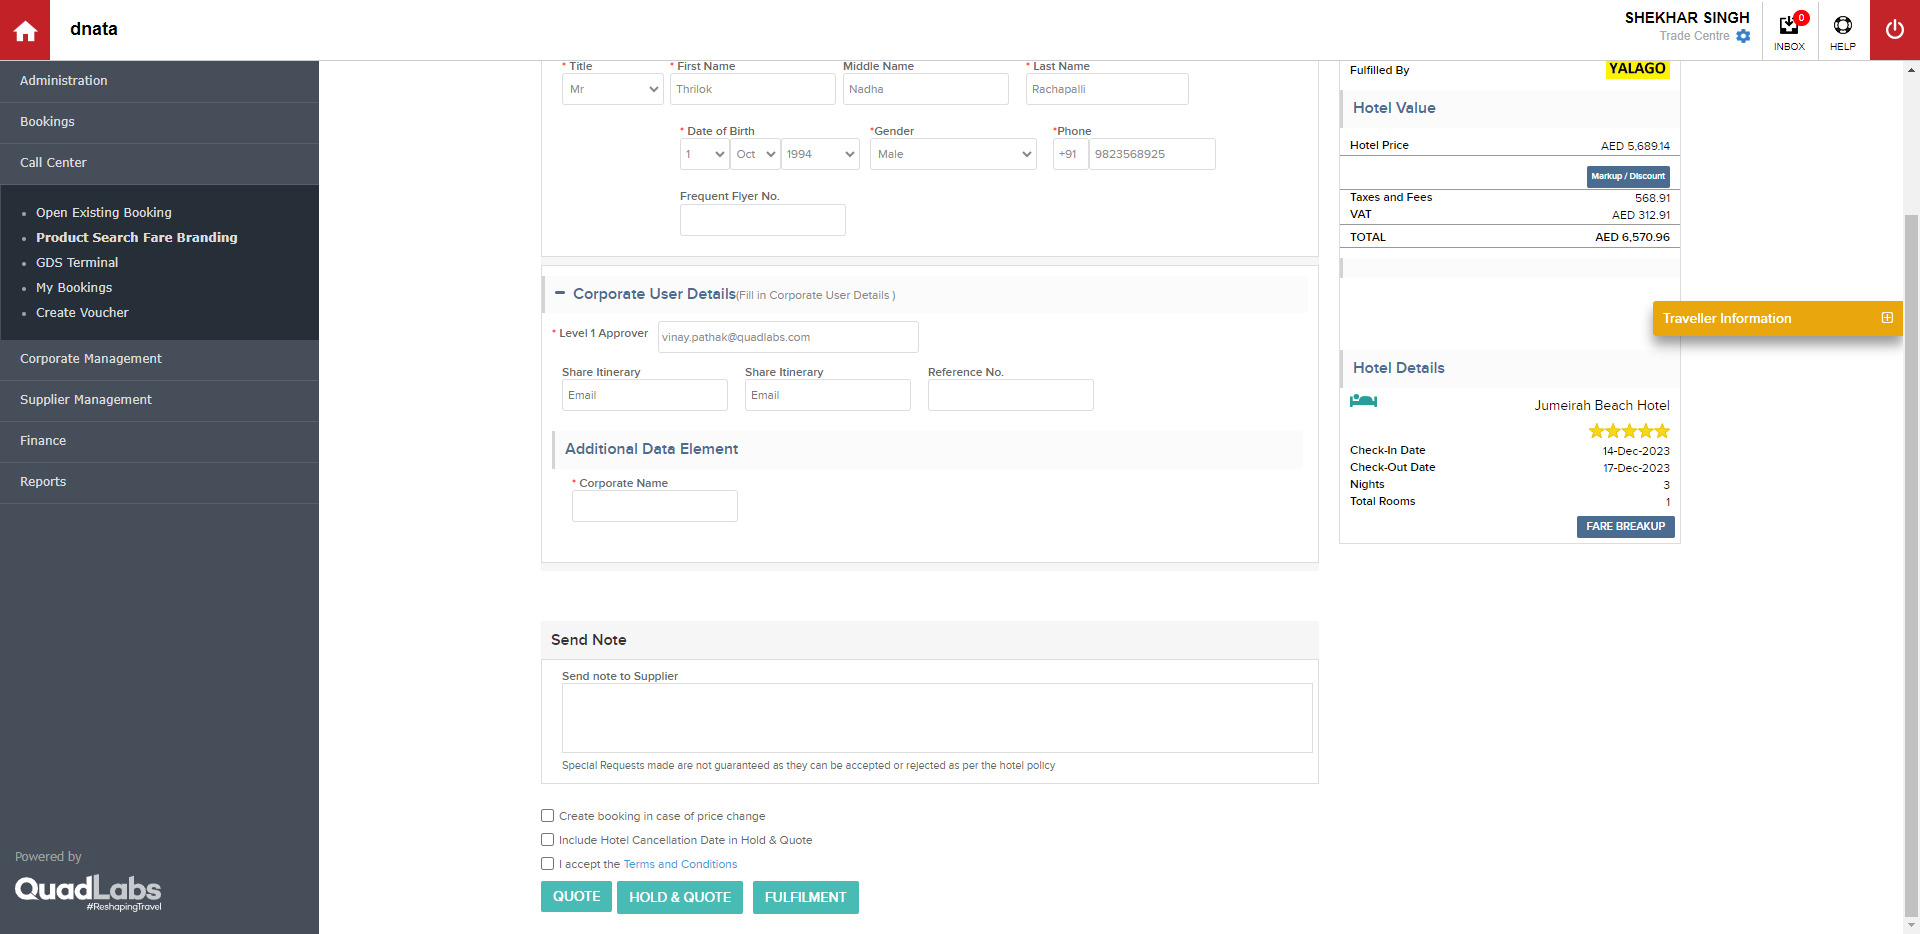 dnata
SHEKHAR SINGH
Trade Centre
0
INBOX
HELP
Administration
Bookings
Call Center
Open Existing Booking
Product Search Fare Branding
GDS Terminal
My Bookings
Create Voucher
Corporate Management
Supplier Management
Finance
Reports
Powered by
QuadLabs
#ReshapingTravel
* Title
* First Name
Middle Name
* Last Name
Mr
Thrilok
Nadha
Rachapalli
* Date of Birth
*Gender
*Phone
1
Oct
1994
Male
+91
9823568925
Frequent Flyer No.
Corporate User Details(Fill in Corporate User Details )
* Level 1 Approver
vinay.pathak@quadlabs.com
Share Itinerary
Share Itinerary
Reference No.
Email
Email
Additional Data Element
* Corporate Name
Send Note
Send note to Supplier
Special Requests made are not guaranteed as they can be accepted or rejected as per the hotel policy
Create booking in case of price change
Include Hotel Cancellation Date in Hold & Quote
I accept the Terms and Conditions
QUOTE
HOLD & QUOTE
FULFILMENT
Fulfilled By
YALAGO
Hotel Value
Hotel Price
AED 5,689.14
Markup / Discount
Taxes and Fees
568.91
VAT
AED 312.91
TOTAL
AED 6,570.96
Traveller Information
Hotel Details
Jumeirah Beach Hotel
Check-In Date
14-Dec-2023
Check-Out Date
17-Dec-2023
Nights
3
Total Rooms
1
FARE BREAKUP